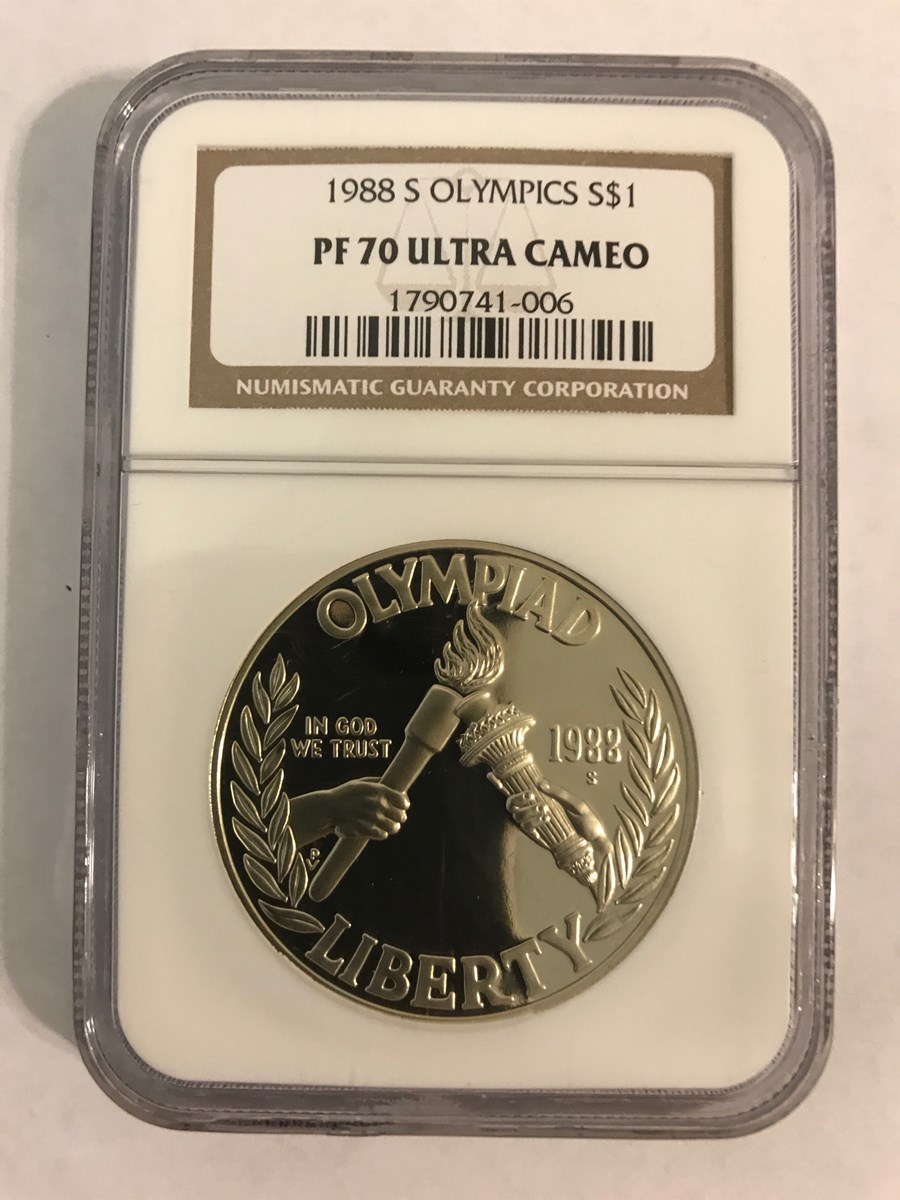 1988 S OLYMPICS S$1
PF 70 ULTRA CAMEO
1790741-006
NUMISMATIC GUARANTY CORPORATION
OLYMPIAD
IN GOD
WE TRUST
1988
S
P
V
LIBERTY